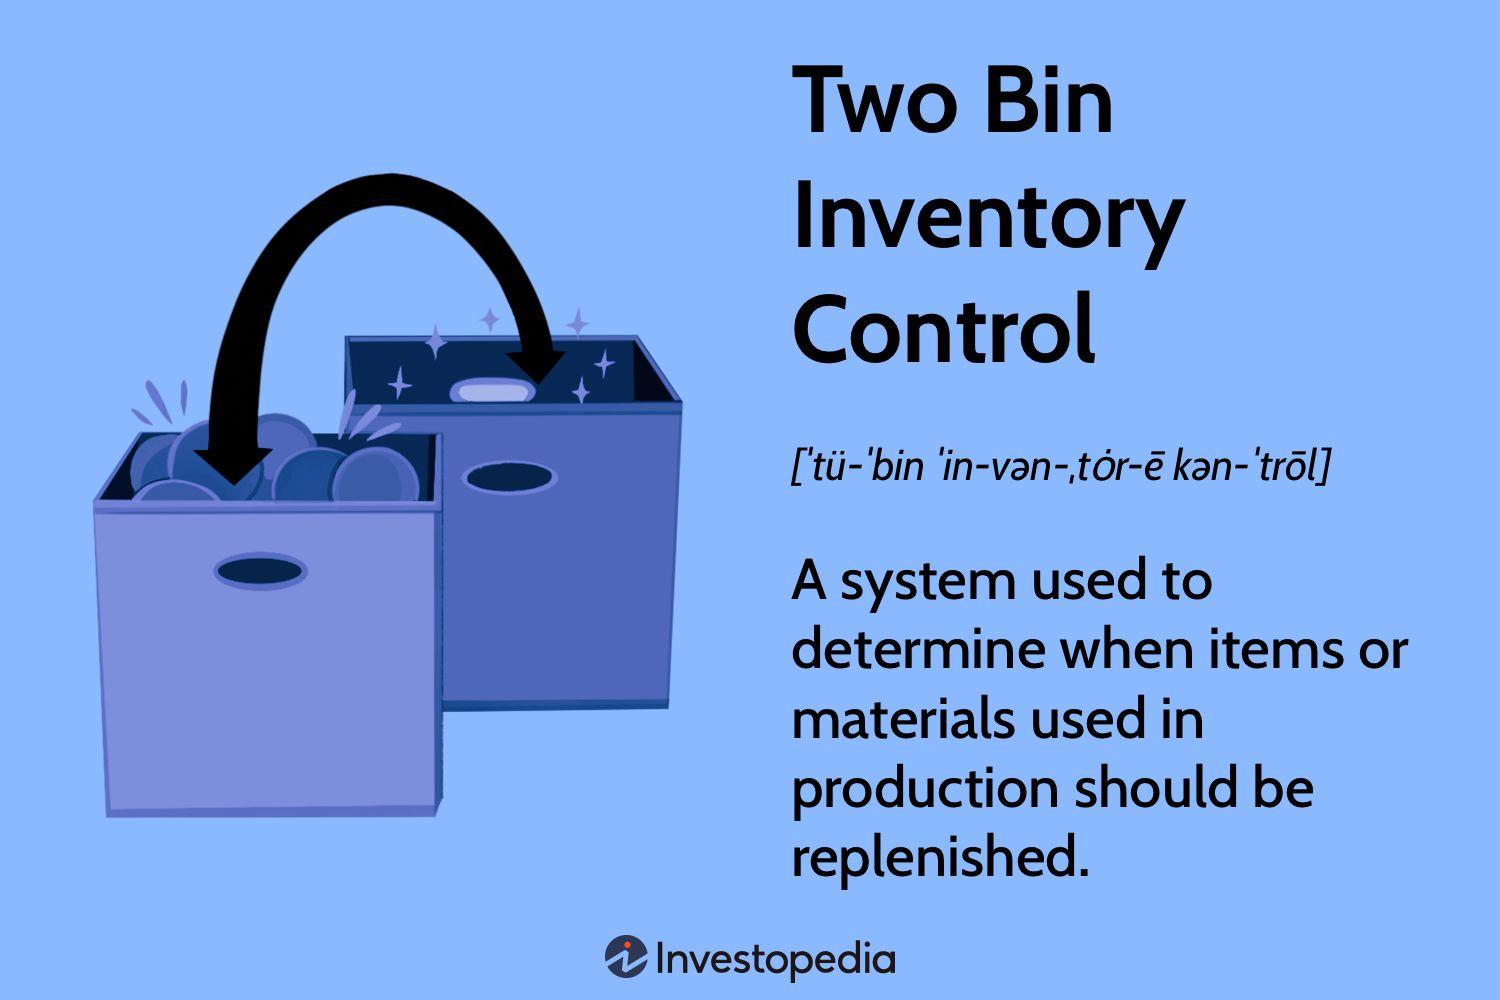 Two Bin
Inventory
Control
[ˈtü-ˈbin ˈin-vən-ˌtȯr-ē kən-ˈtrōl]
A system used to
determine when items or
materials used in
production should be
replenished.
Investopedia